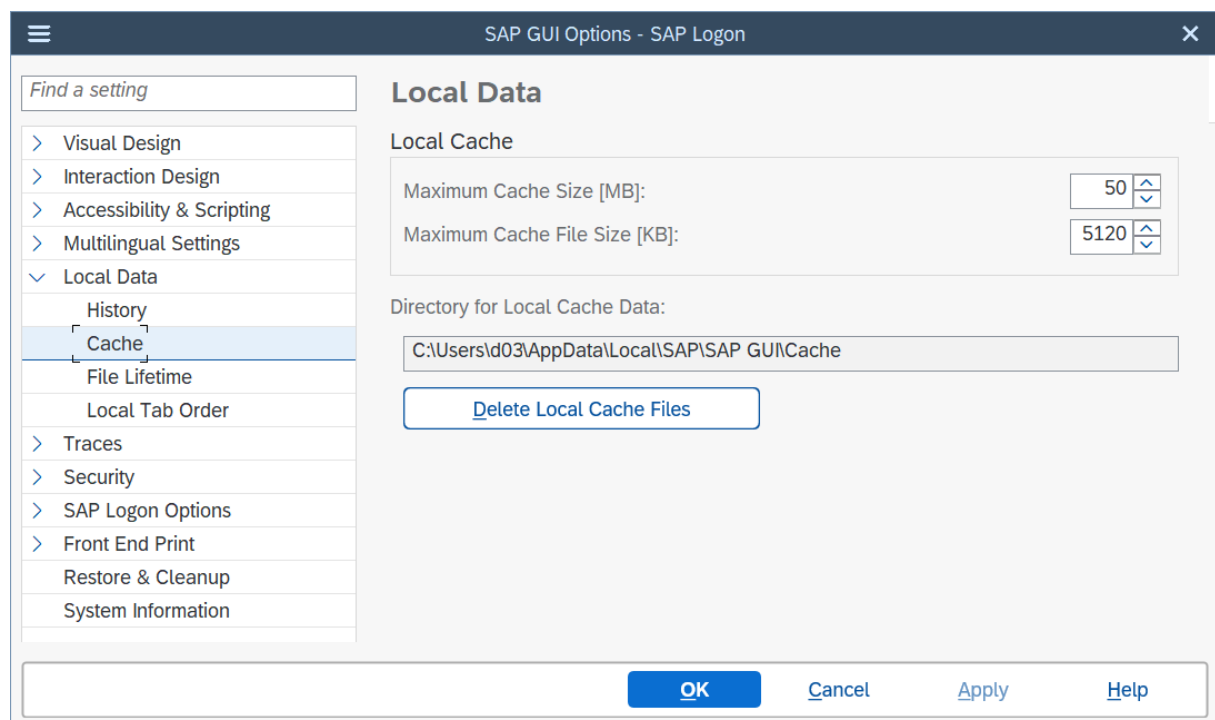 SAP GUI Options - SAP Logon
Find a setting
Visual Design
Interaction Design
Accessibility & Scripting
Multilingual Settings
Local Data
History
Cache
File Lifetime
Local Tab Order
Traces
Security
SAP Logon Options
Front End Print
Restore & Cleanup
System Information
Local Data
Local Cache
Maximum Cache Size [MB]: 50
Maximum Cache File Size [KB]: 5120
Directory for Local Cache Data:
C:\Users\d03\AppData\Local\SAP\SAP GUI\Cache
Delete Local Cache Files
OK Cancel Apply Help